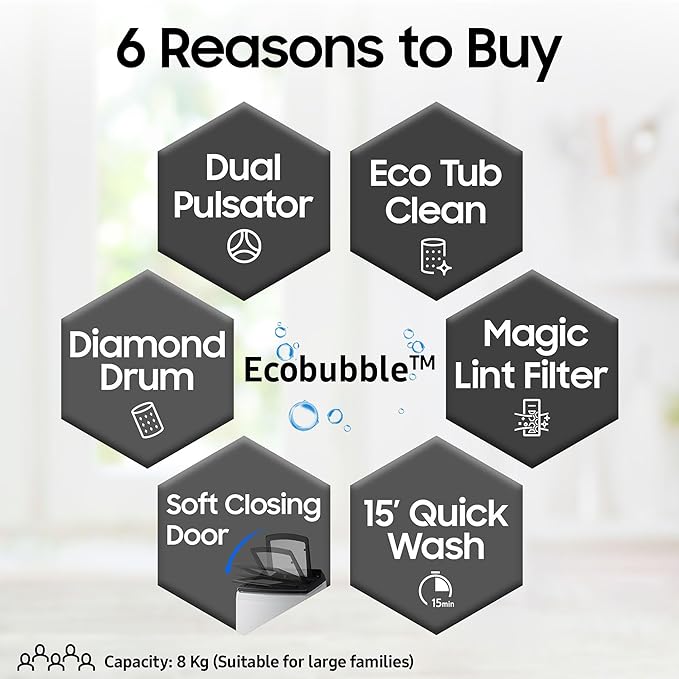 6 Reasons to Buy
Dual
Pulsator
Eco Tub
Clean
Diamond
Drum
Ecobubble™
Magic
Lint Filter
Soft Closing
Door
15’ Quick
Wash
15min
Capacity: 8 Kg (Suitable for large families)